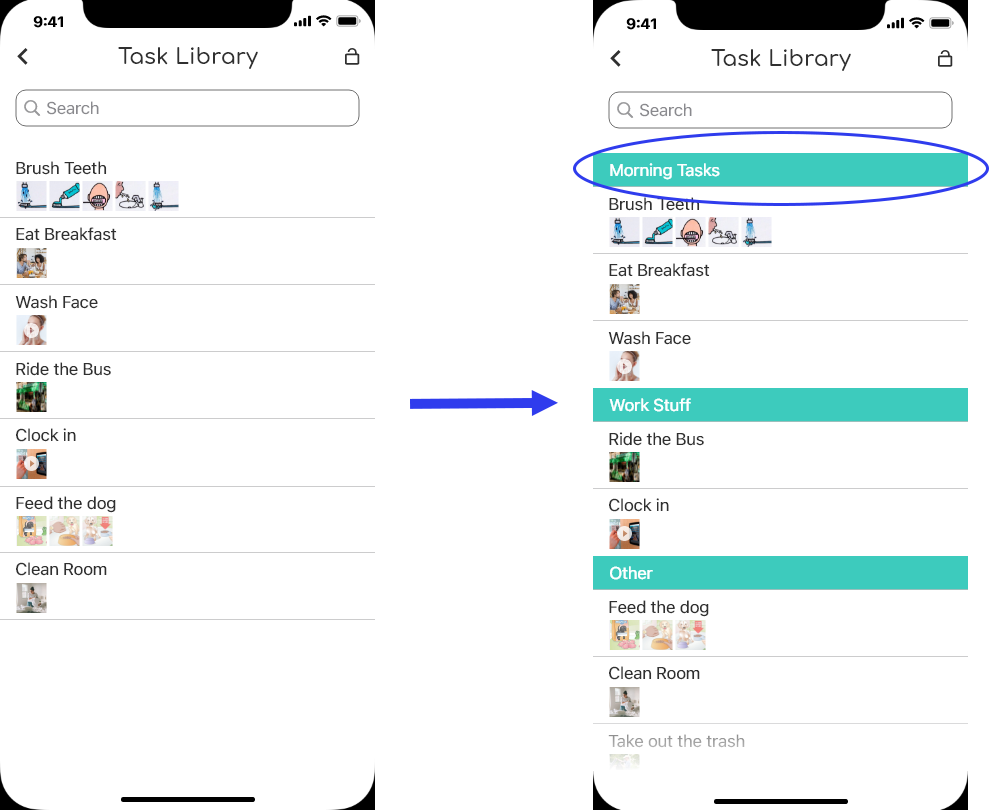 9:41
Task Library
Search
Brush Teeth
Eat Breakfast
Wash Face
Ride the Bus
Clock in
Feed the dog
Clean Room
9:41
Task Library
Search
Morning Tasks
Brush Teeth
Eat Breakfast
Wash Face
Work Stuff
Ride the Bus
Clock in
Other
Feed the dog
Clean Room
Take out the trash